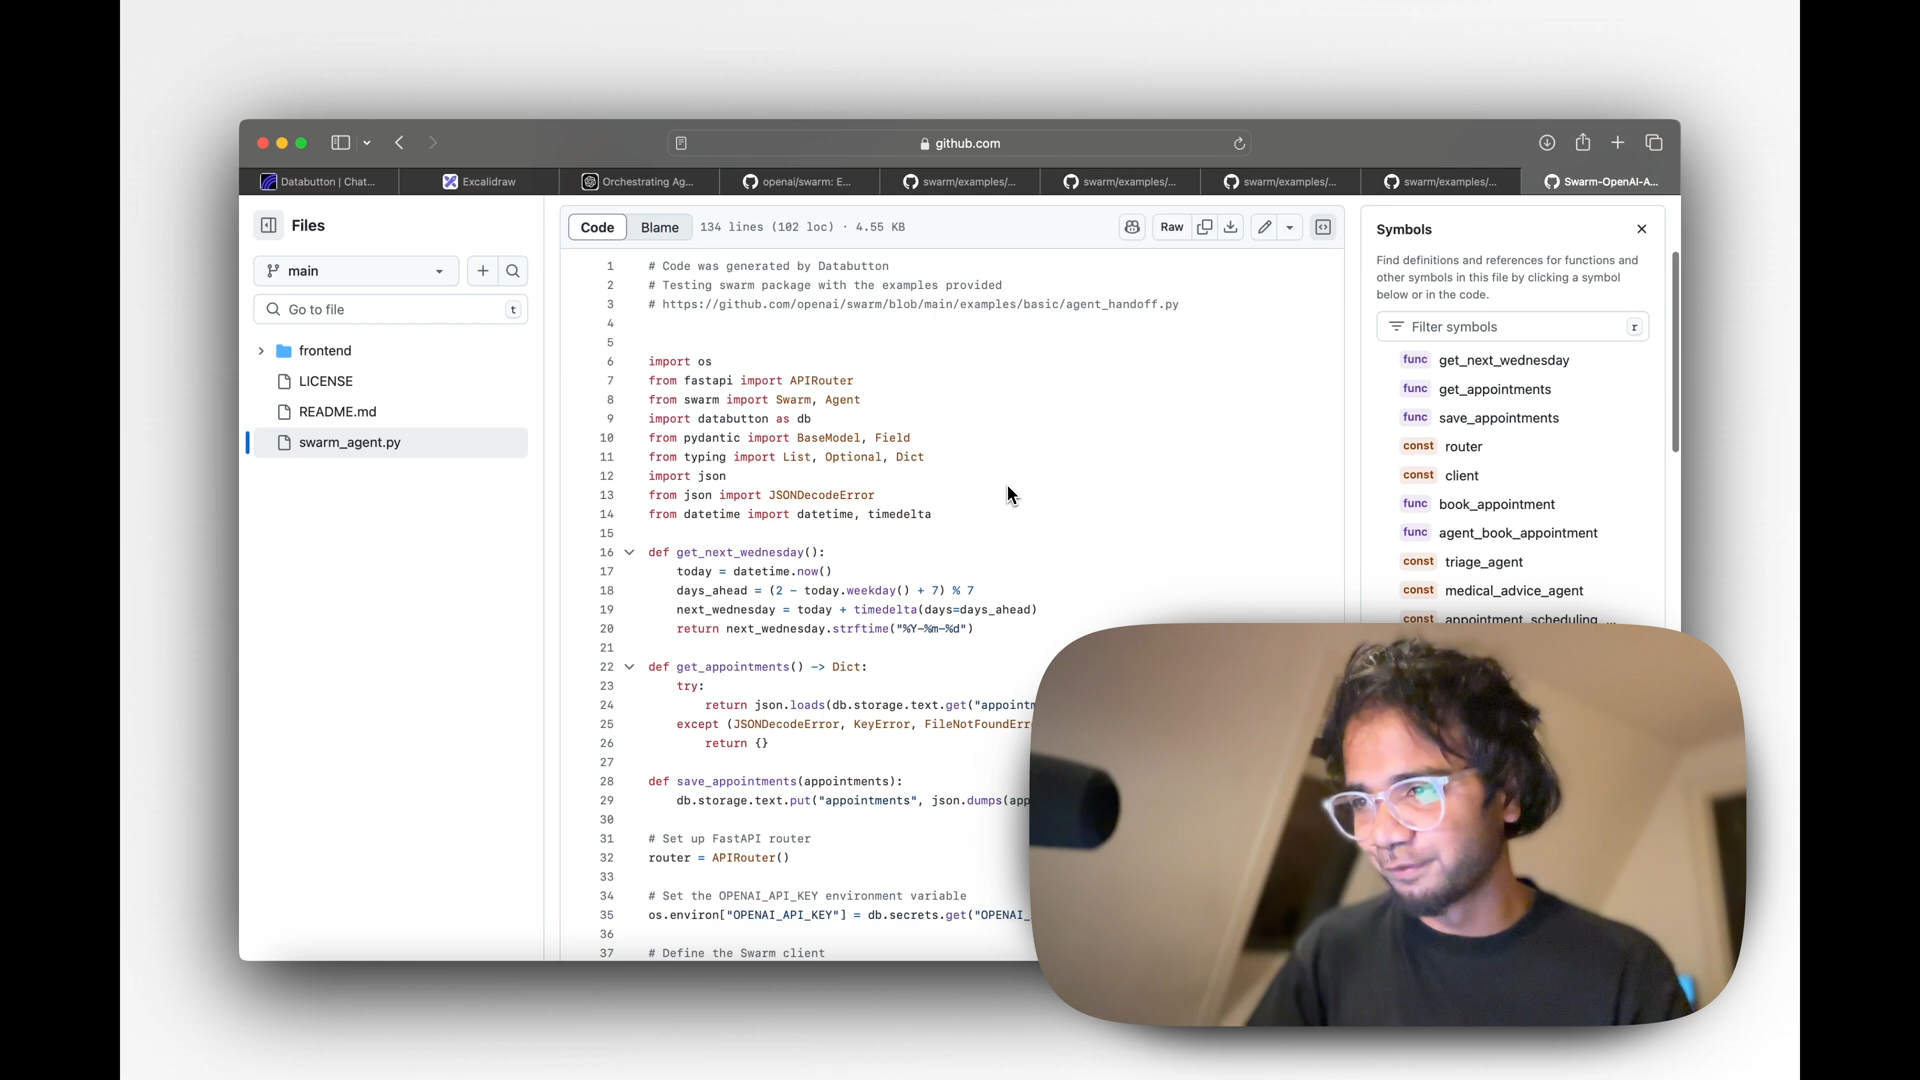 github.com
Databutton | Chat...
Excalidraw
Orchestrating Ag...
openai/swarm: E...
swarm/examples/...
swarm/examples/...
swarm/examples/...
swarm/examples/...
Swarm-OpenAI-A...
Files
main
Go to file
t
frontend
LICENSE
README.md
swarm_agent.py
Code
Blame
134 lines (102 loc) · 4.55 KB
Raw
1 # Code was generated by Databutton
2 # Testing swarm package with the examples provided
3 # https://github.com/openai/swarm/blob/main/examples/basic/agent_handoff.py
4
5
6 import os
7 from fastapi import APIRouter
8 from swarm import Swarm, Agent
9 import databutton as db
10 from pydantic import BaseModel, Field
11 from typing import List, Optional, Dict
12 import json
13 from json import JSONDecodeError
14 from datetime import datetime, timedelta
15
16 def get_next_wednesday():
17 today = datetime.now()
18 days_ahead = (2 - today.weekday() + 7) % 7
19 next_wednesday = today + timedelta(days=days_ahead)
20 return next_wednesday.strftime("%Y-%m-%d")
21
22 def get_appointments() -> Dict:
23 try:
24 return json.loads(db.storage.text.get("appointm
25 except (JSONDecodeError, KeyError, FileNotFoundErr
26 return {}
27
28 def save_appointments(appointments):
29 db.storage.text.put("appointments", json.dumps(app
30
31 # Set up FastAPI router
32 router = APIRouter()
33
34 # Set the OPENAI_API_KEY environment variable
35 os.environ["OPENAI_API_KEY"] = db.secrets.get("OPENAI_
36
37 # Define the Swarm client
Symbols
Find definitions and references for functions and
other symbols in this file by clicking a symbol
below or in the code.
Filter symbols
r
func get_next_wednesday
func get_appointments
func save_appointments
const router
const client
func book_appointment
func agent_book_appointment
const triage_agent
const medical_advice_agent
const appointment_scheduling_...